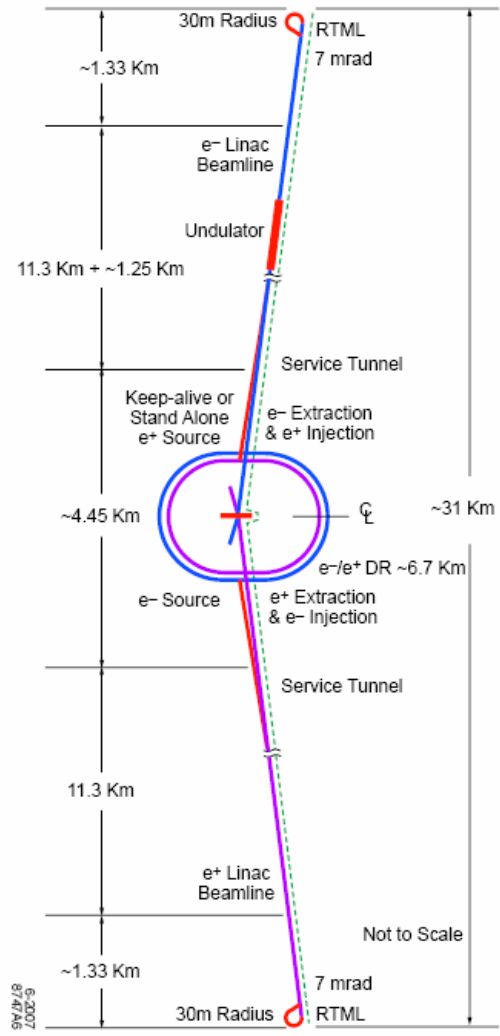 30m Radius
RTML
7 mrad
~1.33 Km
e– Linac
Beamline
Undulator
11.3 Km + ~1.25 Km
Service Tunnel
Keep-alive or
Stand Alone
e+ Source
e– Extraction
& e+ Injection
~4.45 Km
℄
~31 Km
e–/e+ DR ~6.7 Km
e– Source
e+ Extraction
& e– Injection
Service Tunnel
11.3 Km
e+ Linac
Beamline
Not to Scale
~1.33 Km
7 mrad
30m Radius
RTML
6-2007
8747A6